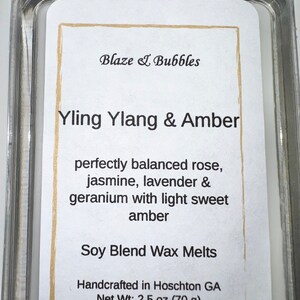 Blaze & Bubbles
Yling Ylang & Amber
perfectly balanced rose,
jasmine, lavender &
geranium with light sweet
amber
Soy Blend Wax Melts
Handcrafted in Hoschton GA
Net Wt: 2.5 oz (70 g)